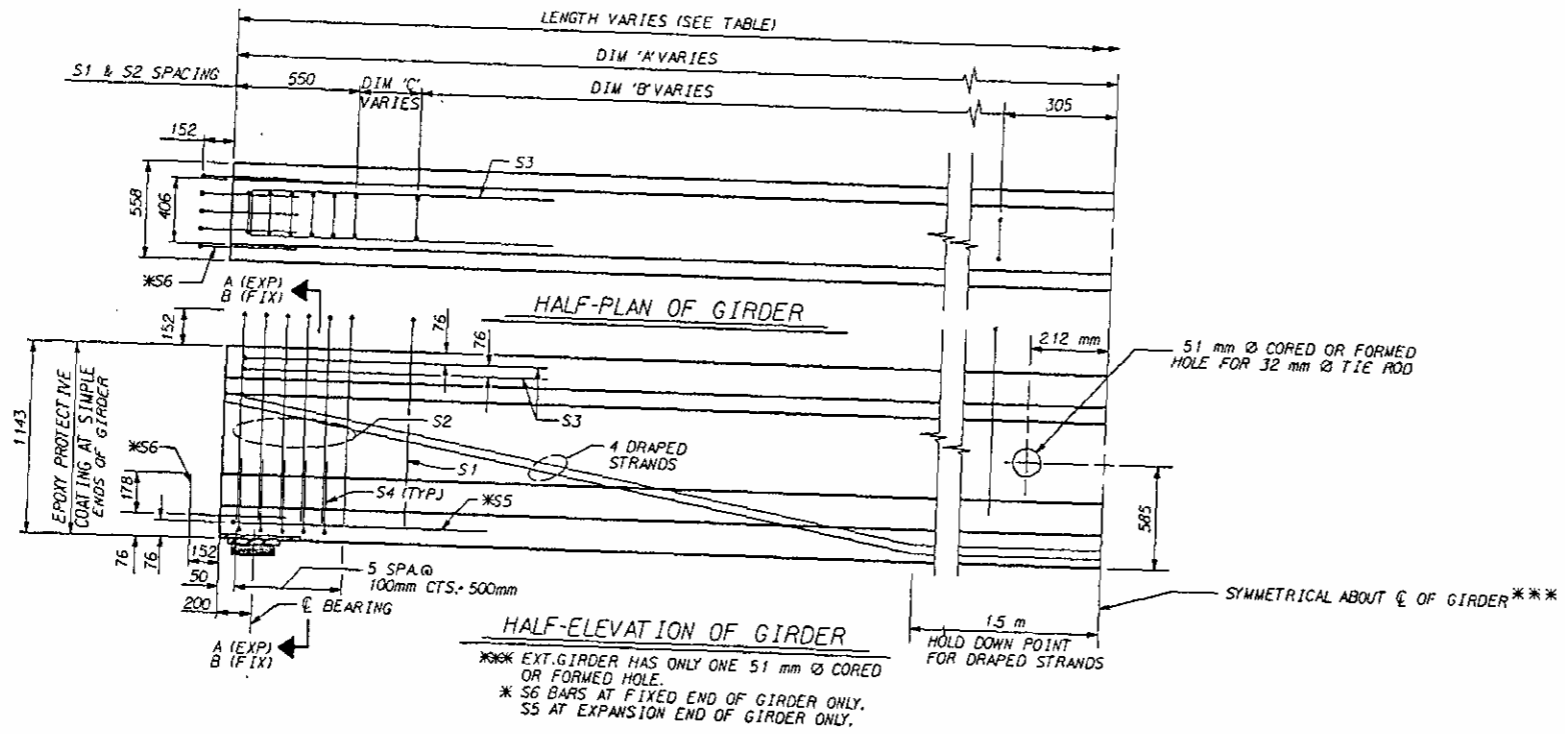 LENGTH VARIES (SEE TABLE)
DIM 'A' VARIES
S1 & S2 SPACING
550
DIM 'C'
VARIES
DIM 'B' VARIES
305
152
S3
558
406
*S6
A (EXP)
B (FIX)
HALF-PLAN OF GIRDER
152
76
76
212 mm
51 mm Ø CORED OR FORMED
HOLE FOR 32 mm Ø TIE ROD
1143
EPOXY PROTECTIVE
COATING AT SIMPLE
ENDS OF GIRDER
*S6
S2
S3
4 DRAPED
STRANDS
S1
178
S4 (TYP)
*S5
585
76
76
152
50
5 SPA.@
100mm CTS.=500mm
200
℄ BEARING
SYMMETRICAL ABOUT ℄ OF GIRDER***
A (EXP)
B (FIX)
HALF-ELEVATION OF GIRDER
1.5 m
HOLD DOWN POINT
FOR DRAPED STRANDS
*** EXT.GIRDER HAS ONLY ONE 51 mm Ø CORED
OR FORMED HOLE.
* S6 BARS AT FIXED END OF GIRDER ONLY.
S5 AT EXPANSION END OF GIRDER ONLY.